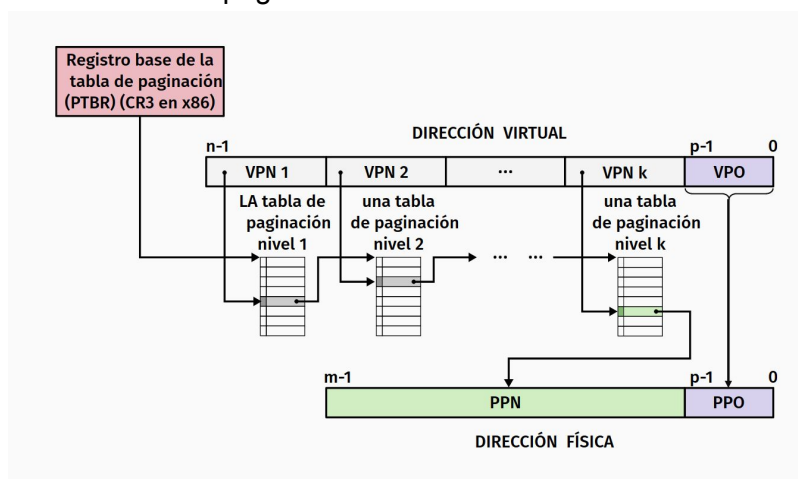 Registro base de la
tabla de paginación
(PTBR) (CR3 en x86)
DIRECCIÓN VIRTUAL
n-1 p-1 0
VPN 1 VPN 2 ... VPN k VPO
LA tabla de
paginación
nivel 1
una tabla
de paginación
nivel 2
... ...
una tabla
de paginación
nivel k
m-1 p-1 0
PPN PPO
DIRECCIÓN FÍSICA